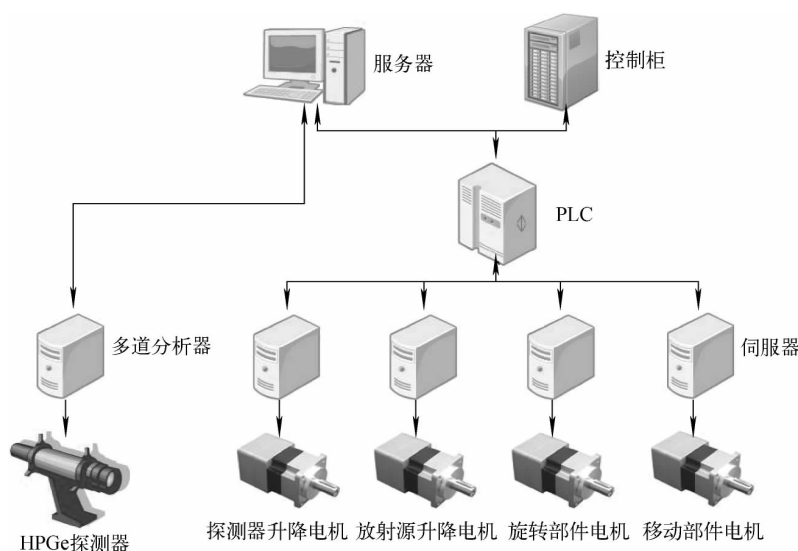 服务器
控制柜
PLC
多道分析器
伺服器
探测器升降电机
放射源升降电机
旋转部件电机
移动部件电机
HPGe探测器